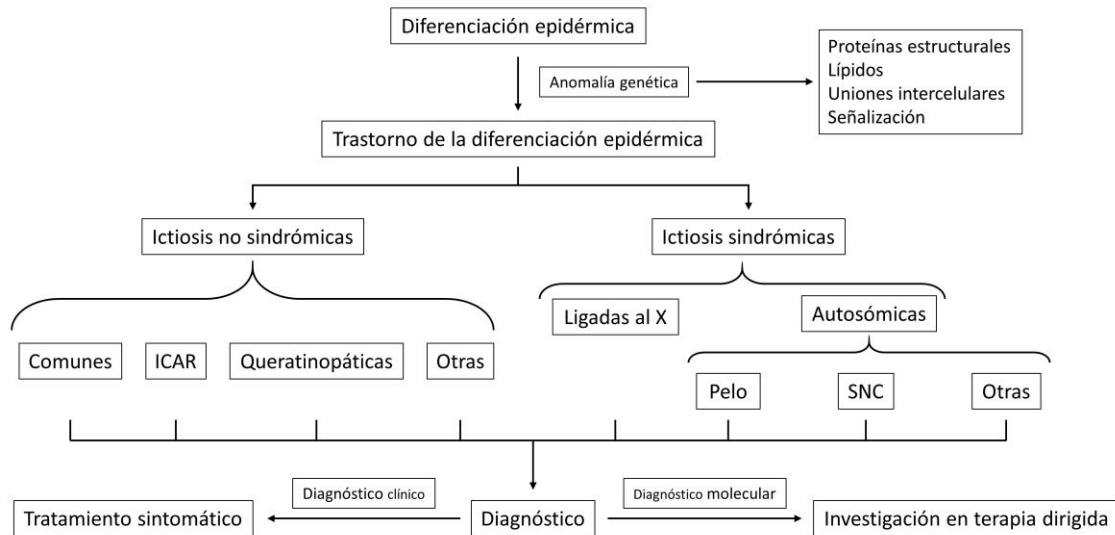 Diferenciación epidérmica
Anomalía genética
Proteínas estructurales
Lípidos
Uniones intercelulares
Señalización
Trastorno de la diferenciación epidérmica
Ictiosis no sindrómicas
Ictiosis sindrómicas
Comunes
ICAR
Queratinopáticas
Otras
Ligadas al X
Autosómicas
Pelo
SNC
Otras
Diagnóstico clínico
Diagnóstico molecular
Tratamiento sintomático
Diagnóstico
Investigación en terapia dirigida